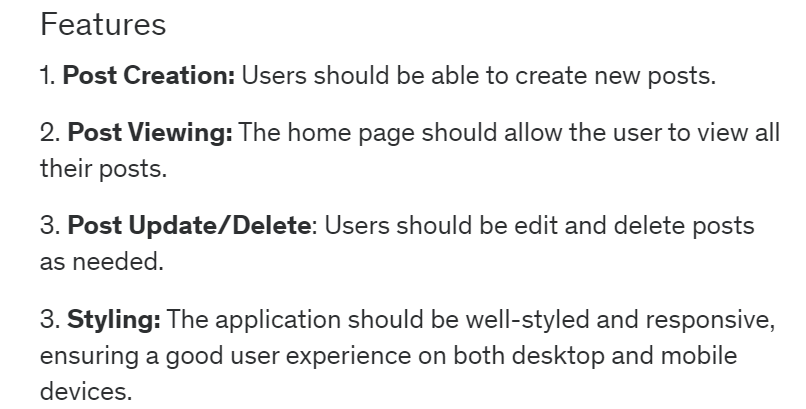 Features
1. Post Creation: Users should be able to create new posts.
2. Post Viewing: The home page should allow the user to view all
their posts.
3. Post Update/Delete: Users should be edit and delete posts
as needed.
3. Styling: The application should be well-styled and responsive,
ensuring a good user experience on both desktop and mobile
devices.